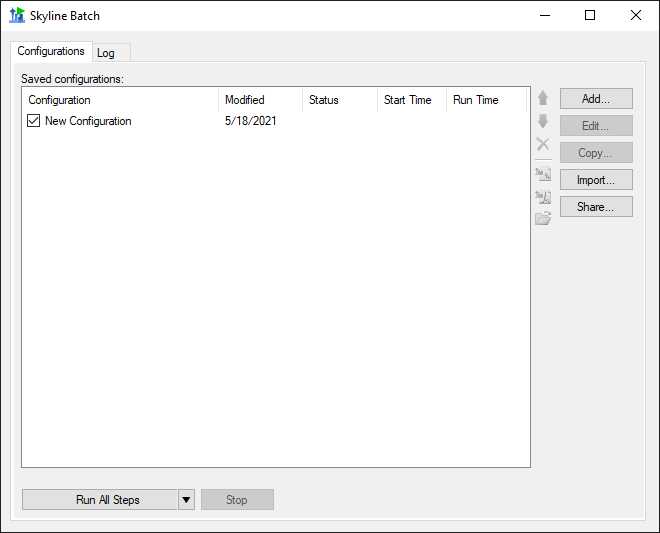 Skyline Batch
Configurations Log
Saved configurations:
Configuration Modified Status Start Time Run Time
New Configuration 5/18/2021
Add...
Edit...
Copy...
Import...
Share...
Run All Steps Stop